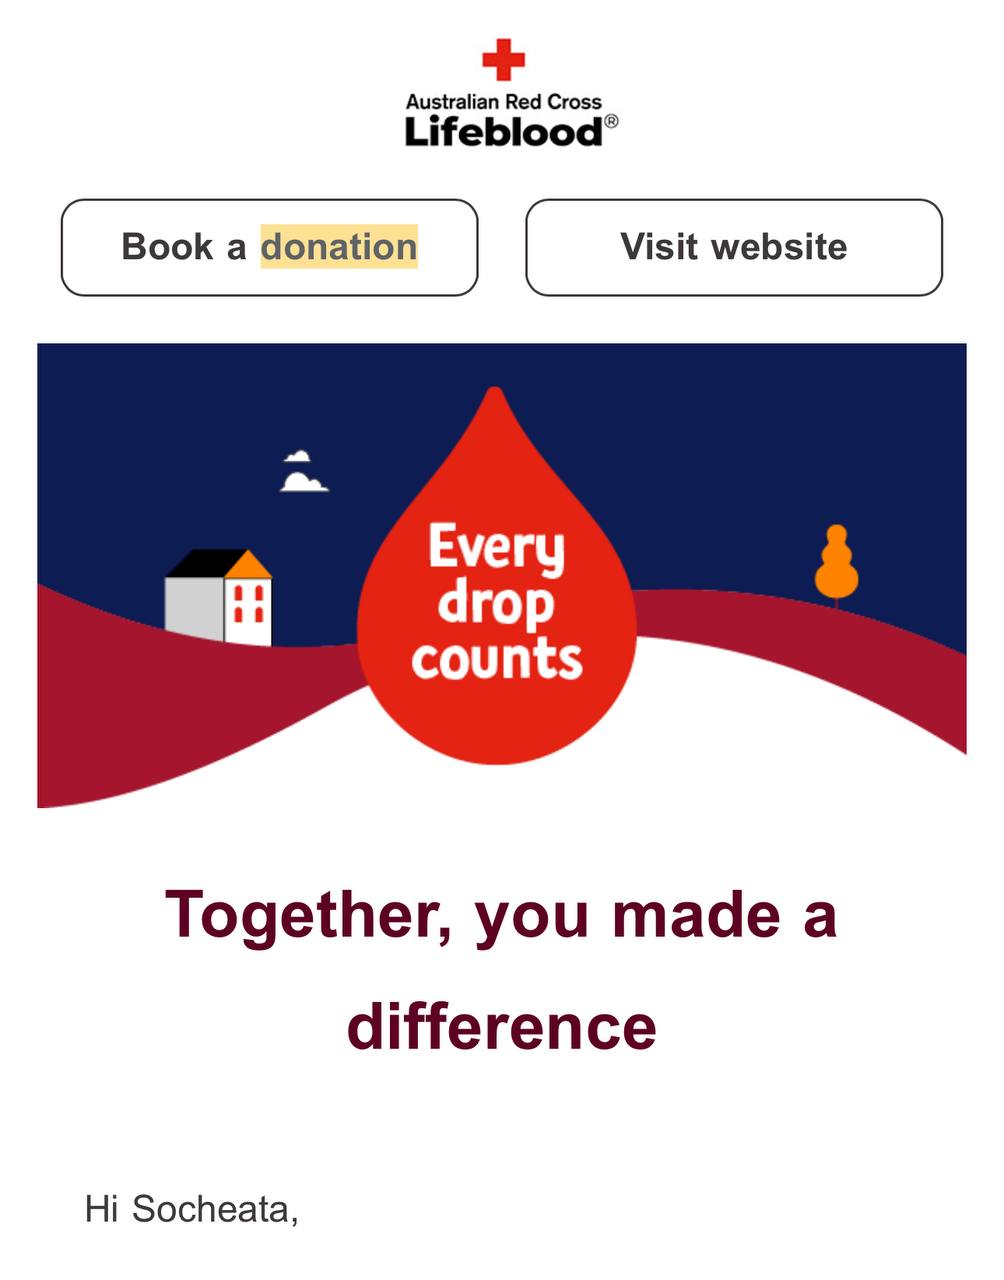 Australian Red Cross
Lifeblood®
Book a donation
Visit website
Every
drop
counts
Together, you made a
difference
Hi Socheata,